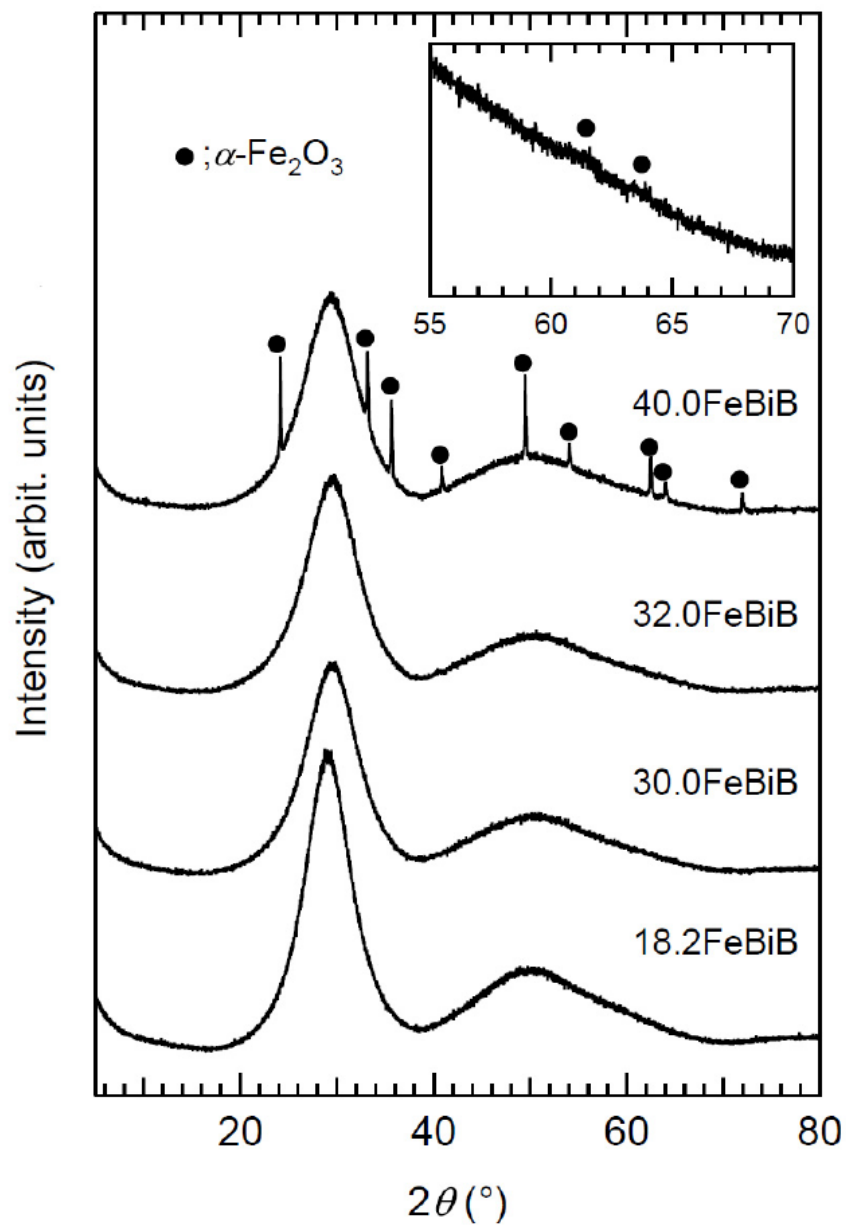 ● ;α-Fe₂O₃
55 60 65 70
40.0FeBiB
32.0FeBiB
30.0FeBiB
18.2FeBiB
Intensity (arbit. units)
20 40 60 80
2θ (°)